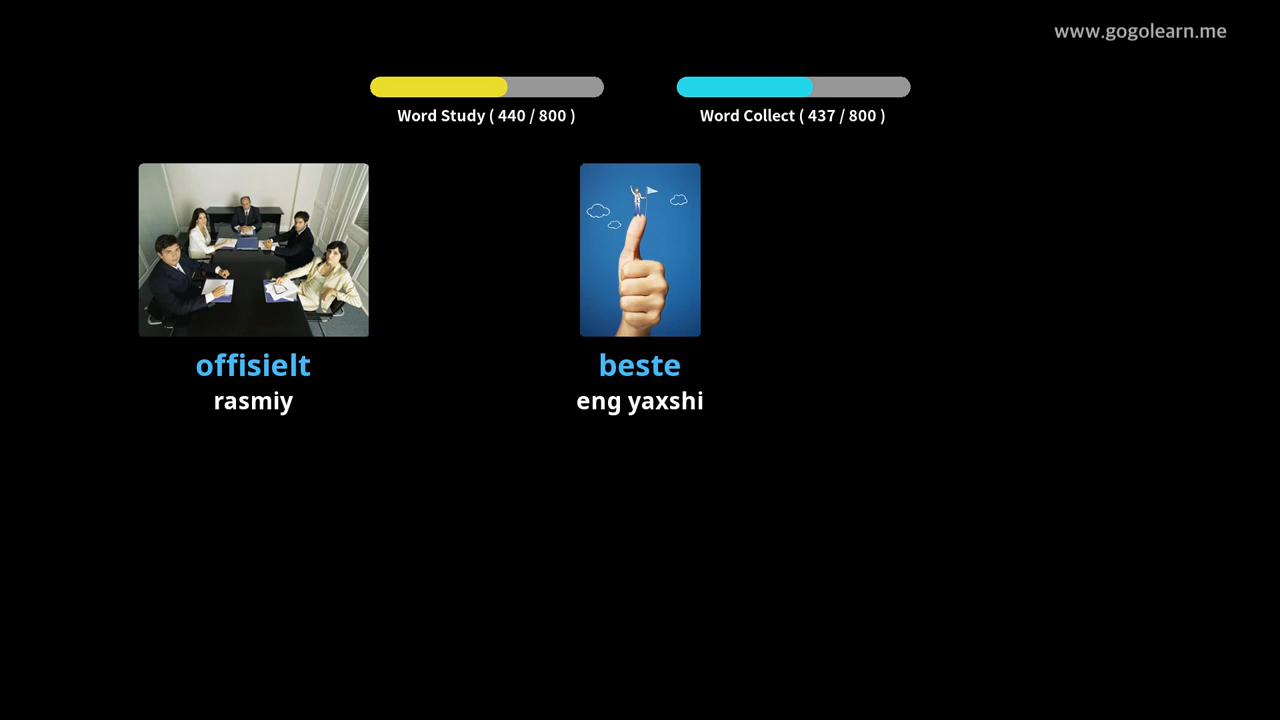 www.gogolearn.me
Word Study ( 440 / 800 )
Word Collect ( 437 / 800 )
offisielt
rasmiy
beste
eng yaxshi